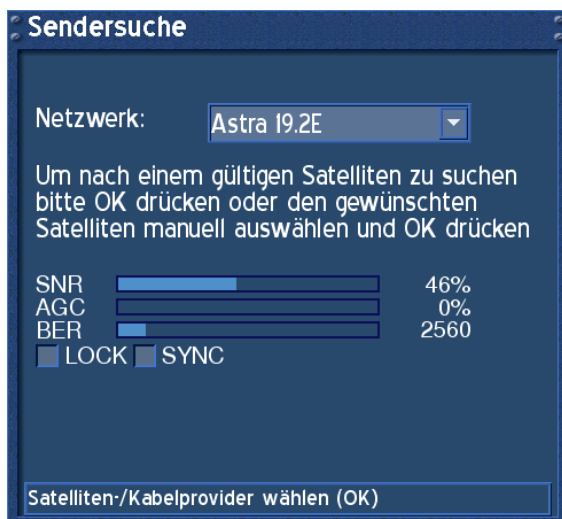 Sendersuche
Netzwerk: Astra 19.2E
Um nach einem gültigen Satelliten zu suchen
bitte OK drücken oder den gewünschten
Satelliten manuell auswählen und OK drücken
SNR 46%
AGC 0%
BER 2560
LOCK SYNC
Satelliten-/Kabelprovider wählen (OK)